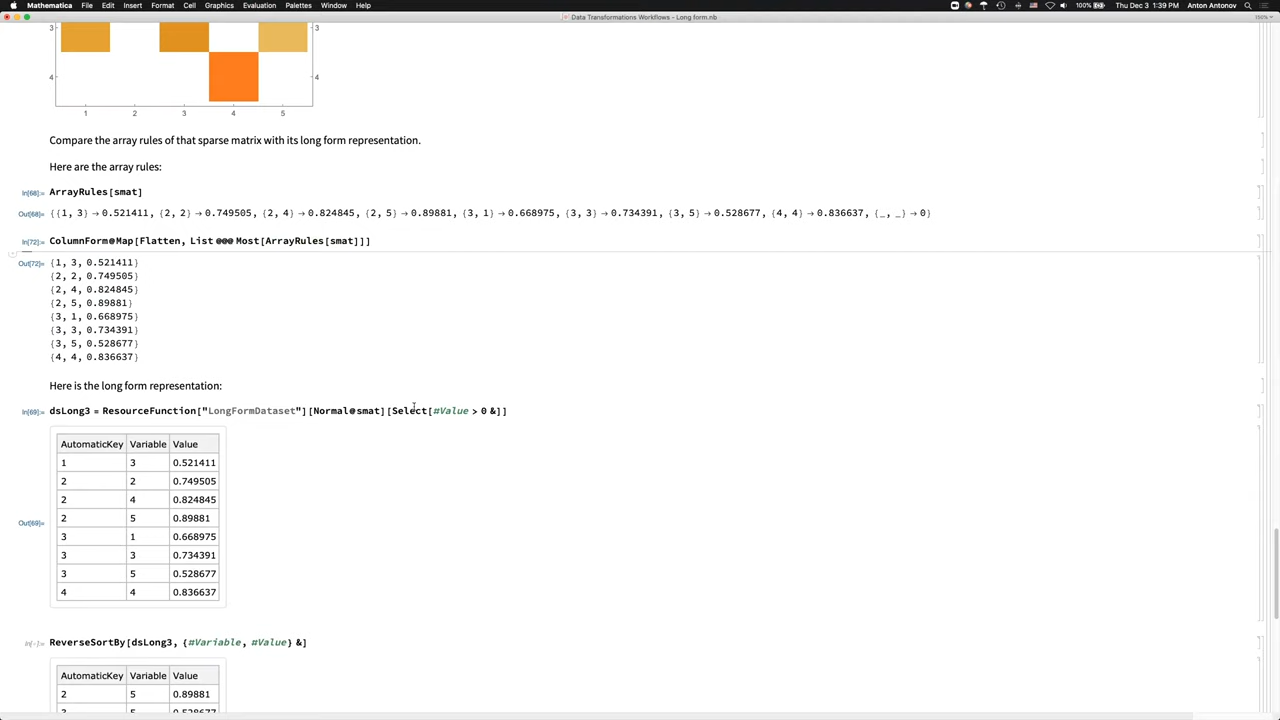 Mathematica File Edit Insert Format Cell Graphics Evaluation Palettes Window Help 100% Thu Dec 3 1:39 PM Anton Antonov
Data Transformations Workflows - Long form.nb 150%
3 3
4 4
1 2 3 4 5
Compare the array rules of that sparse matrix with its long form representation.
Here are the array rules:
In[68]:= ArrayRules[smat]
Out[68]= {{1, 3} → 0.521411, {2, 2} → 0.749505, {2, 4} → 0.824845, {2, 5} → 0.89881, {3, 1} → 0.668975, {3, 3} → 0.734391, {3, 5} → 0.528677, {4, 4} → 0.836637, {_, _} → 0}
In[72]:= ColumnForm@Map[Flatten, List @@@ Most[ArrayRules[smat]]]
Out[72]= {1, 3, 0.521411}
{2, 2, 0.749505}
{2, 4, 0.824845}
{2, 5, 0.89881}
{3, 1, 0.668975}
{3, 3, 0.734391}
{3, 5, 0.528677}
{4, 4, 0.836637}
Here is the long form representation:
In[69]:= dsLong3 = ResourceFunction["LongFormDataset"][Normal@smat][Select[#Value > 0 &]]
AutomaticKey Variable Value
1 3 0.521411
2 2 0.749505
2 4 0.824845
2 5 0.89881
Out[69]=
3 1 0.668975
3 3 0.734391
3 5 0.528677
4 4 0.836637
In[-]:= ReverseSortBy[dsLong3, {#Variable, #Value} &]
AutomaticKey Variable Value
2 5 0.89881
3 5 0.528677